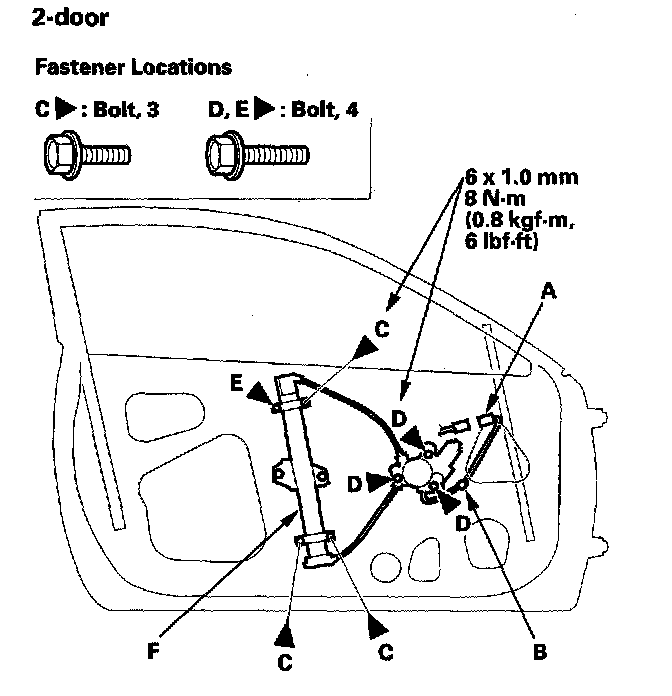 2-door
Fastener Locations
C ▶ : Bolt, 3
D, E ▶ : Bolt, 4
6 x 1.0 mm
8 N·m
(0.8 kgf·m,
6 lbf·ft)
A
C
E
D
D
D
F
C
C
B